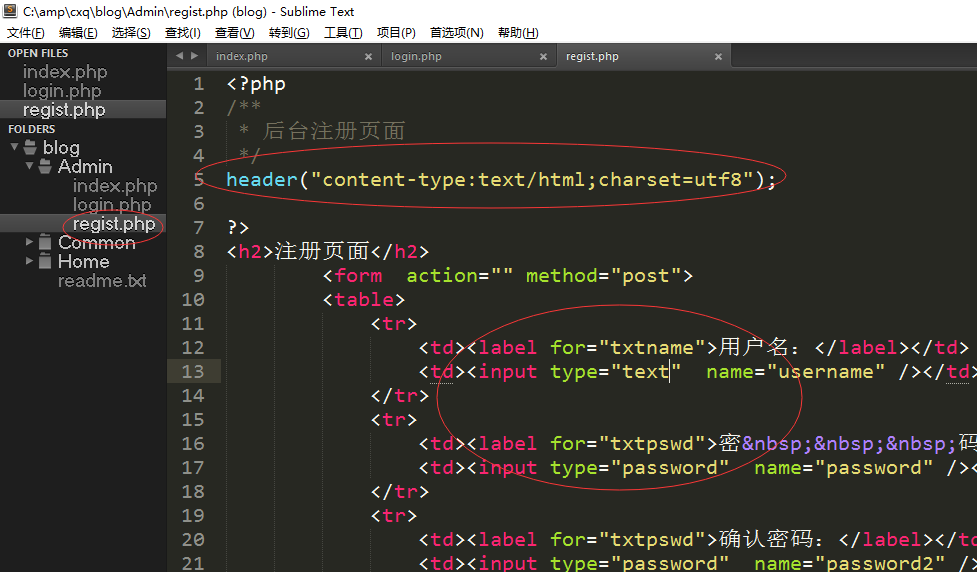 C:\amp\cxq\blog\Admin\regist.php (blog) - Sublime Text
文件(F) 编辑(E) 选择(S) 查找(I) 查看(V) 转到(G) 工具(T) 项目(P) 首选项(N) 帮助(H)
OPEN FILES
index.php
login.php
regist.php
FOLDERS
blog
Admin
index.php
login.php
regist.php
Common
Home
readme.txt
index.php × login.php × regist.php ×
1 <?php
2 /**
3 * 后台注册页面
4 */
5 header("content-type:text/html;charset=utf8");
6
7 ?>
8 <h2>注册页面</h2>
9 <form action="" method="post">
10 <table>
11 <tr>
12 <td><label for="txtname">用户名：</label></td>
13 <td><input type="text" name="username" /></td>
14 </tr>
15 <tr>
16 <td><label for="txtpswd">密&nbsp;&nbsp;&nbsp;码
17 <td><input type="password" name="password" /><
18 </tr>
19 <tr>
20 <td><label for="txtpswd">确认密码：</label></td
21 <td><input type="password" name="password2" />